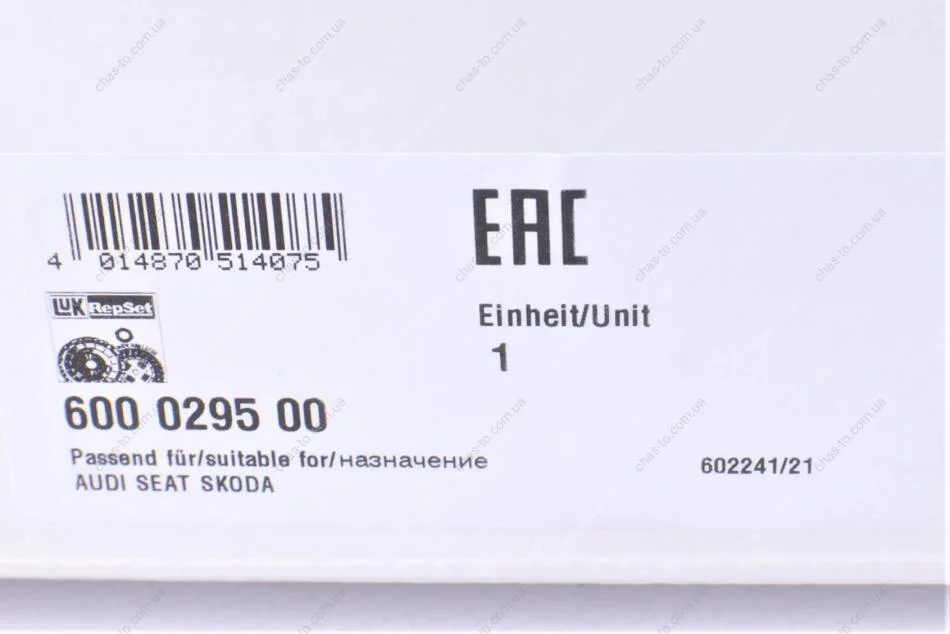 4 014870 514075
EAC
LUK RepSet
Einheit/Unit
1
600 0295 00
Passend für/suitable for/назначение
AUDI SEAT SKODA
602241/21
chas-to.com.ua